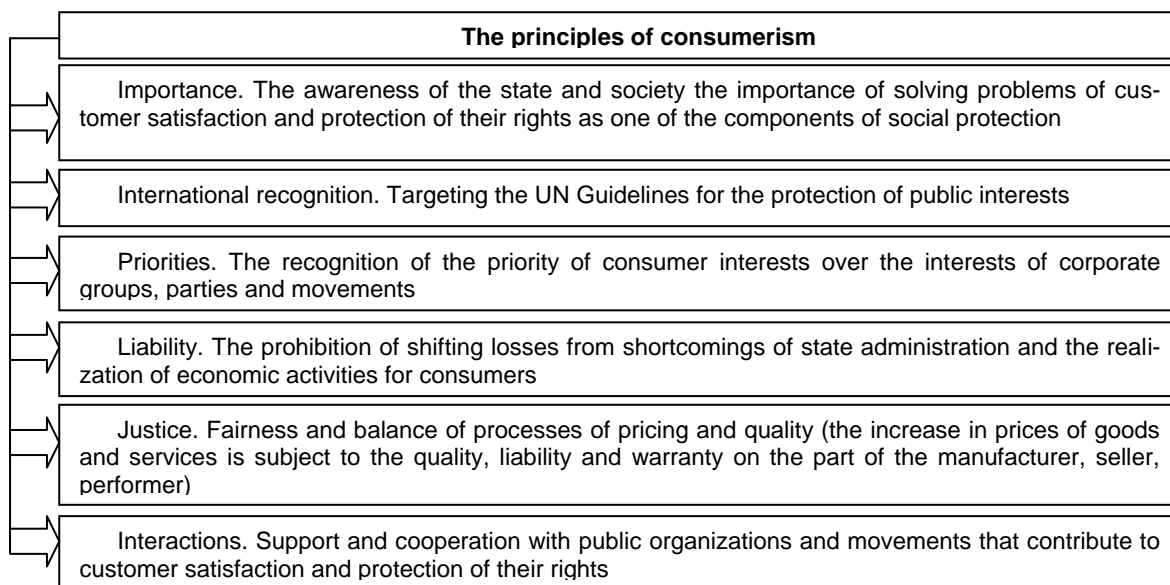 The principles of consumerism
Importance. The awareness of the state and society the importance of solving problems of cus-
tomer satisfaction and protection of their rights as one of the components of social protection
International recognition. Targeting the UN Guidelines for the protection of public interests
Priorities. The recognition of the priority of consumer interests over the interests of corporate
groups, parties and movements
Liability. The prohibition of shifting losses from shortcomings of state administration and the reali-
zation of economic activities for consumers
Justice. Fairness and balance of processes of pricing and quality (the increase in prices of goods
and services is subject to the quality, liability and warranty on the part of the manufacturer, seller,
performer)
Interactions. Support and cooperation with public organizations and movements that contribute to
customer satisfaction and protection of their rights